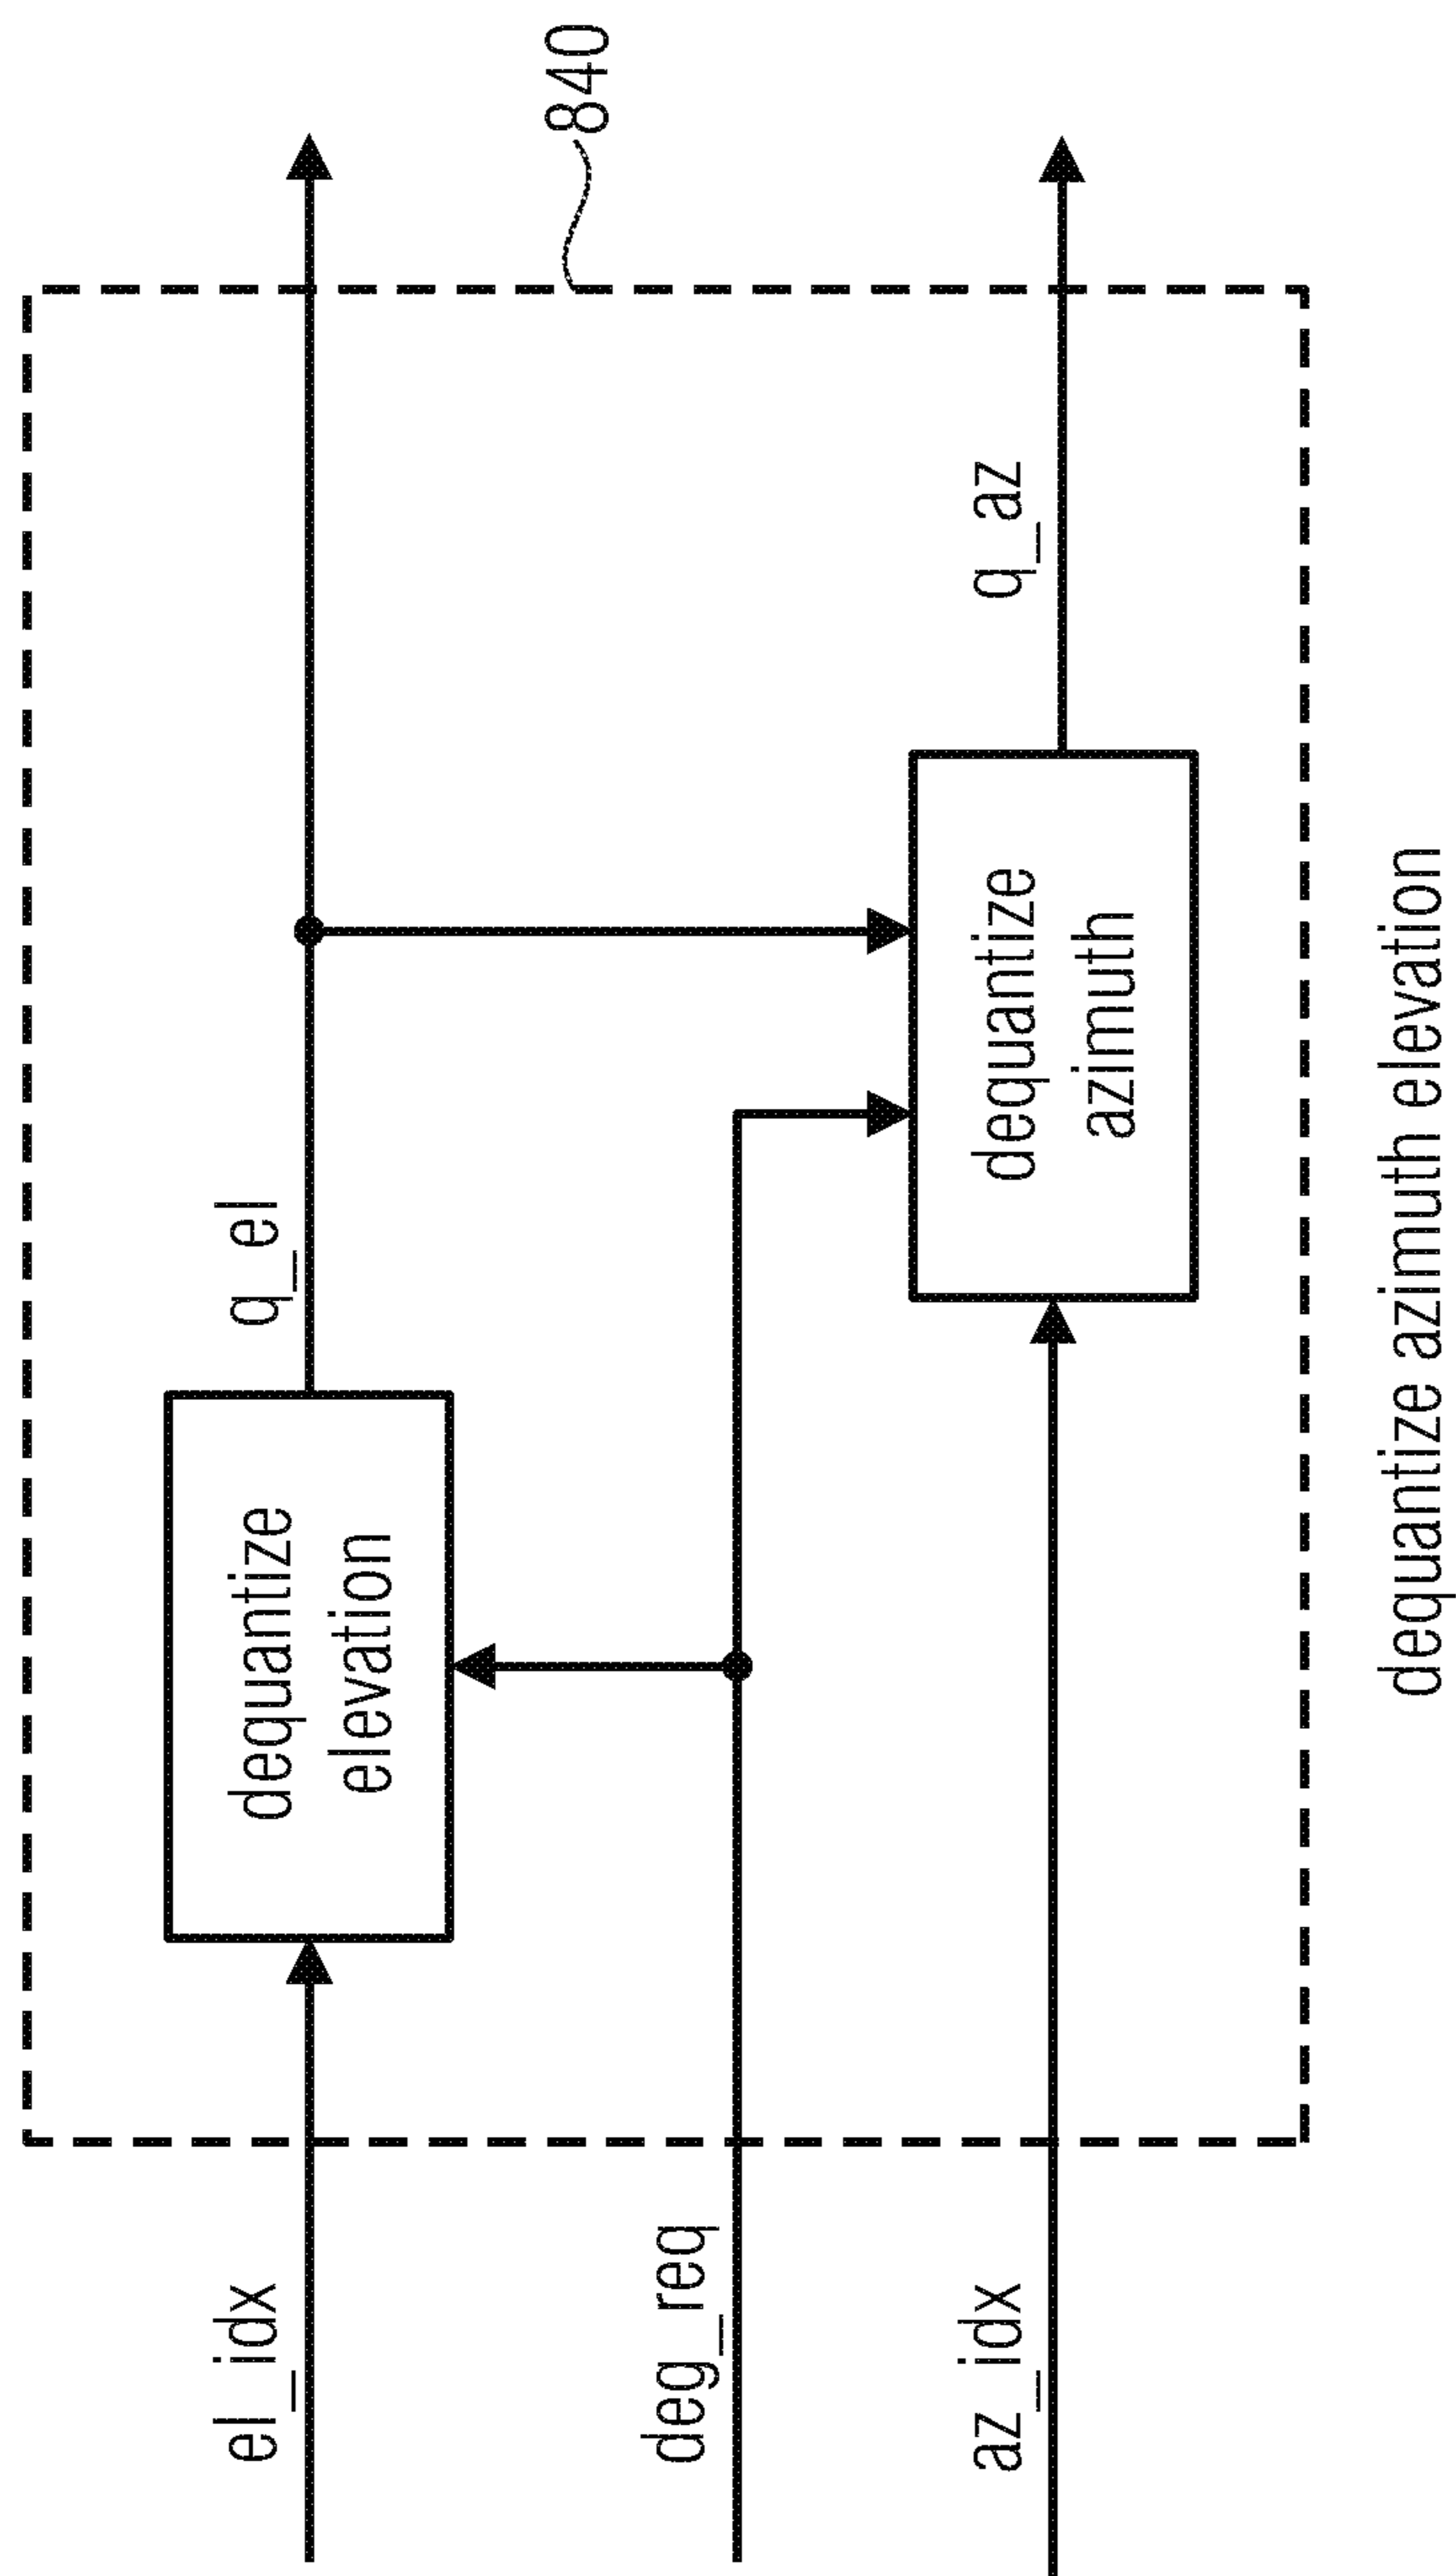 840
el_idx
dequantize
elevation
q_el
deg_req
az_idx
dequantize
azimuth
q_az
dequantize azimuth elevation